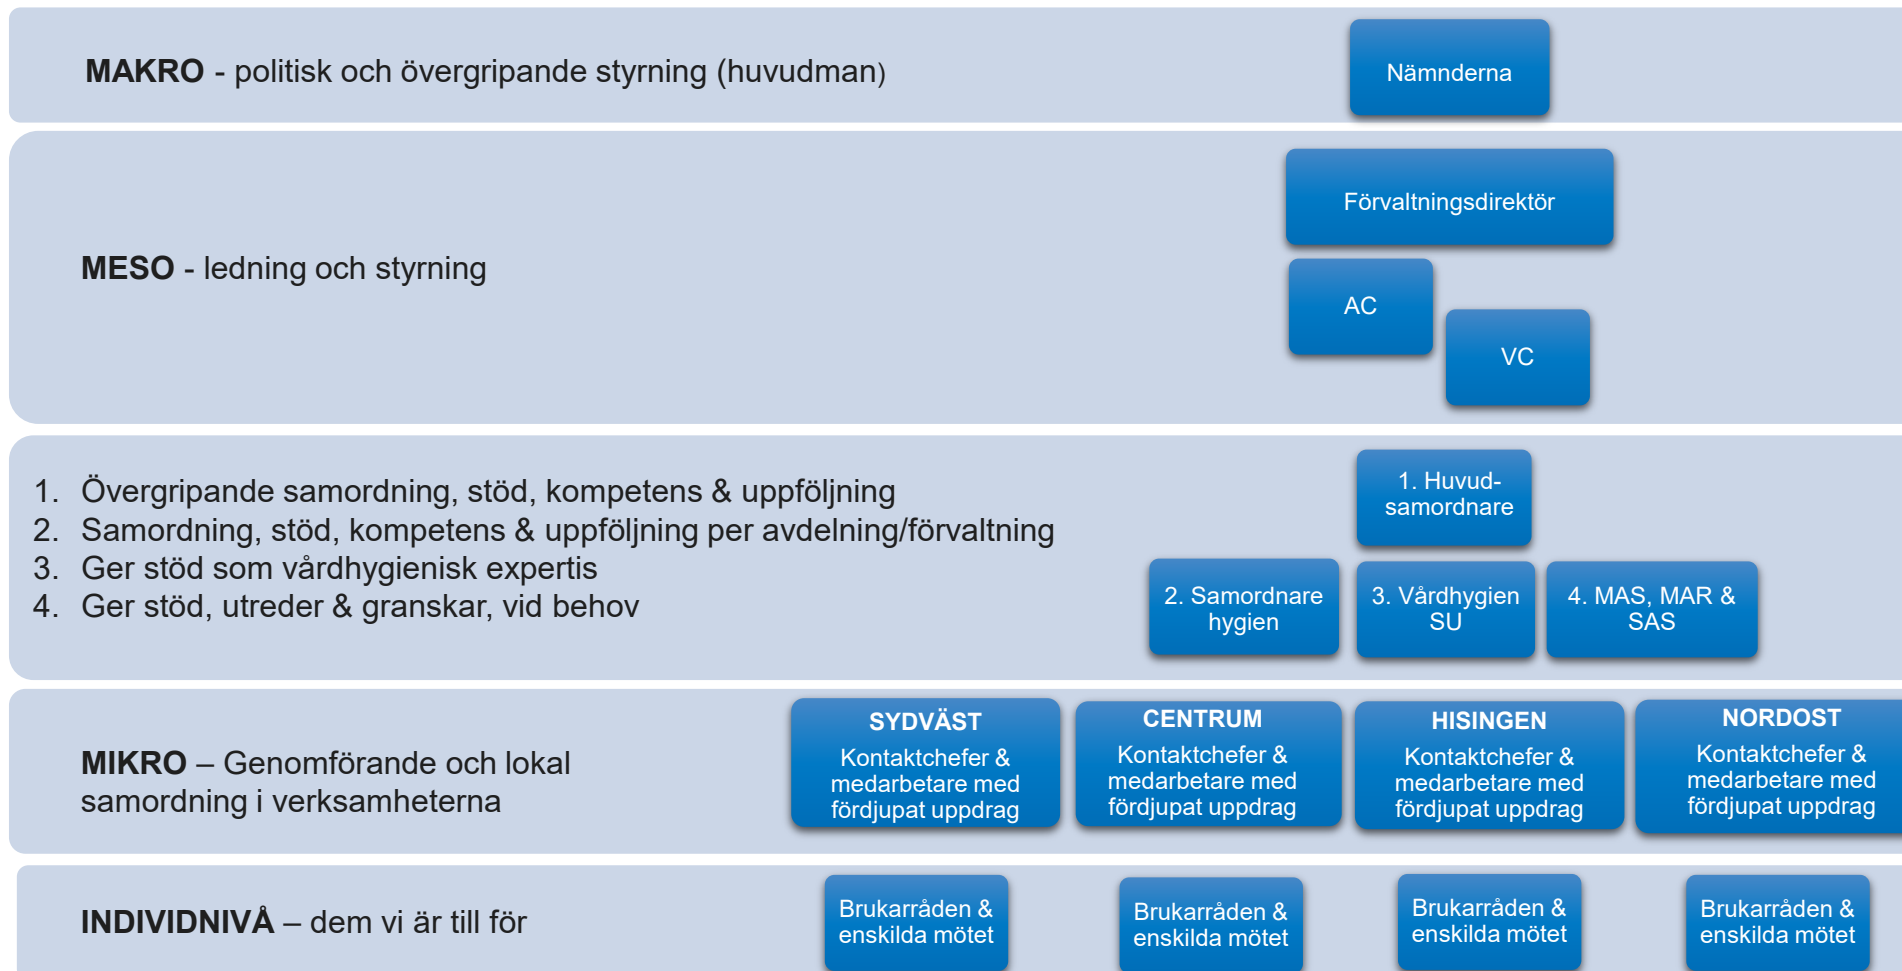 MAKRO - politisk och övergripande styrning (huvudman)
Nämnderna
MESO - ledning och styrning
Förvaltningsdirektör
AC
VC
1. Övergripande samordning, stöd, kompetens & uppföljning
2. Samordning, stöd, kompetens & uppföljning per avdelning/förvaltning
3. Ger stöd som vårdhygienisk expertis
4. Ger stöd, utreder & granskar, vid behov
1. Huvud-
samordnare
2. Samordnare
hygien
3. Vårdhygien
SU
4. MAS, MAR &
SAS
MIKRO – Genomförande och lokal
samordning i verksamheterna
SYDVÄST
Kontaktchefer &
medarbetare med
fördjupat uppdrag
CENTRUM
Kontaktchefer &
medarbetare med
fördjupat uppdrag
HISINGEN
Kontaktchefer &
medarbetare med
fördjupat uppdrag
NORDOST
Kontaktchefer &
medarbetare med
fördjupat uppdrag
INDIVIDNIVÅ – dem vi är till för
Brukarråden &
enskilda mötet
Brukarråden &
enskilda mötet
Brukarråden &
enskilda mötet
Brukarråden &
enskilda mötet